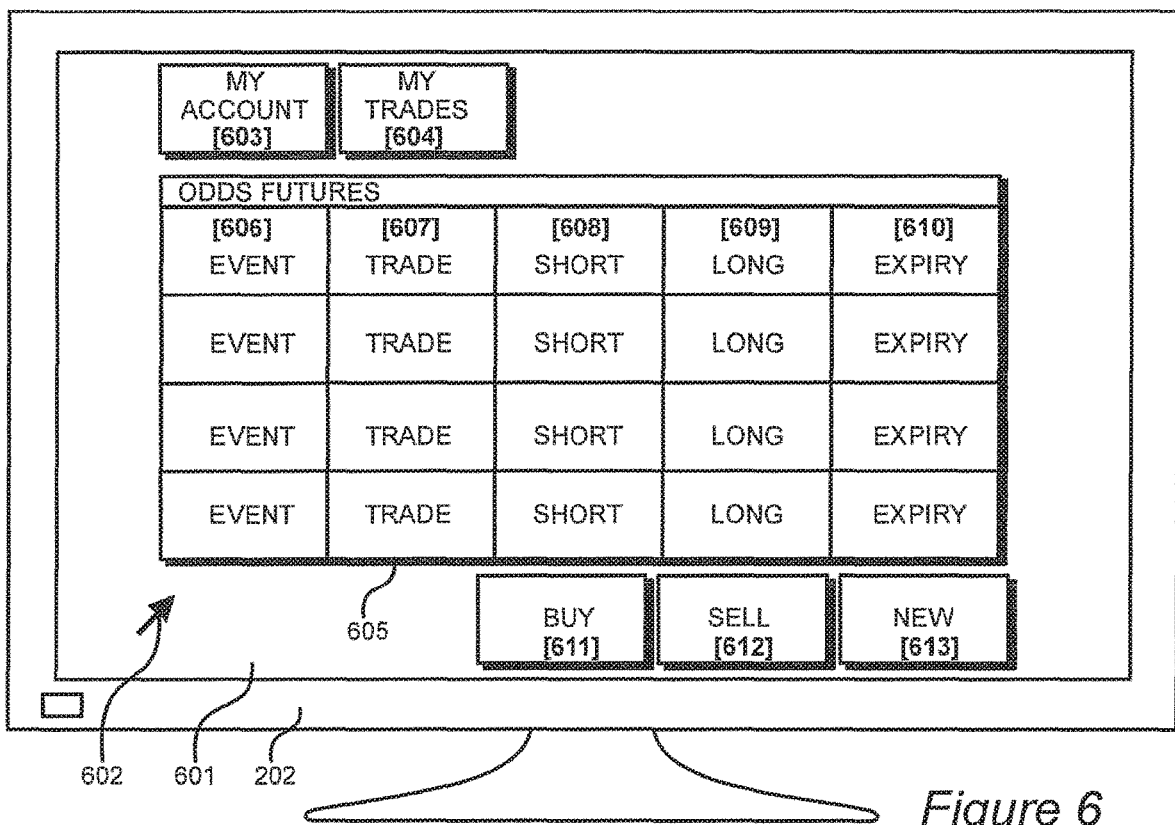 MY
ACCOUNT
[603]
MY
TRADES
[604]
ODDS FUTURES
[606] [607] [608] [609] [610]
EVENT TRADE SHORT LONG EXPIRY
EVENT TRADE SHORT LONG EXPIRY
EVENT TRADE SHORT LONG EXPIRY
EVENT TRADE SHORT LONG EXPIRY
605
BUY
[611]
SELL
[612]
NEW
[613]
602 601 202
Figure 6